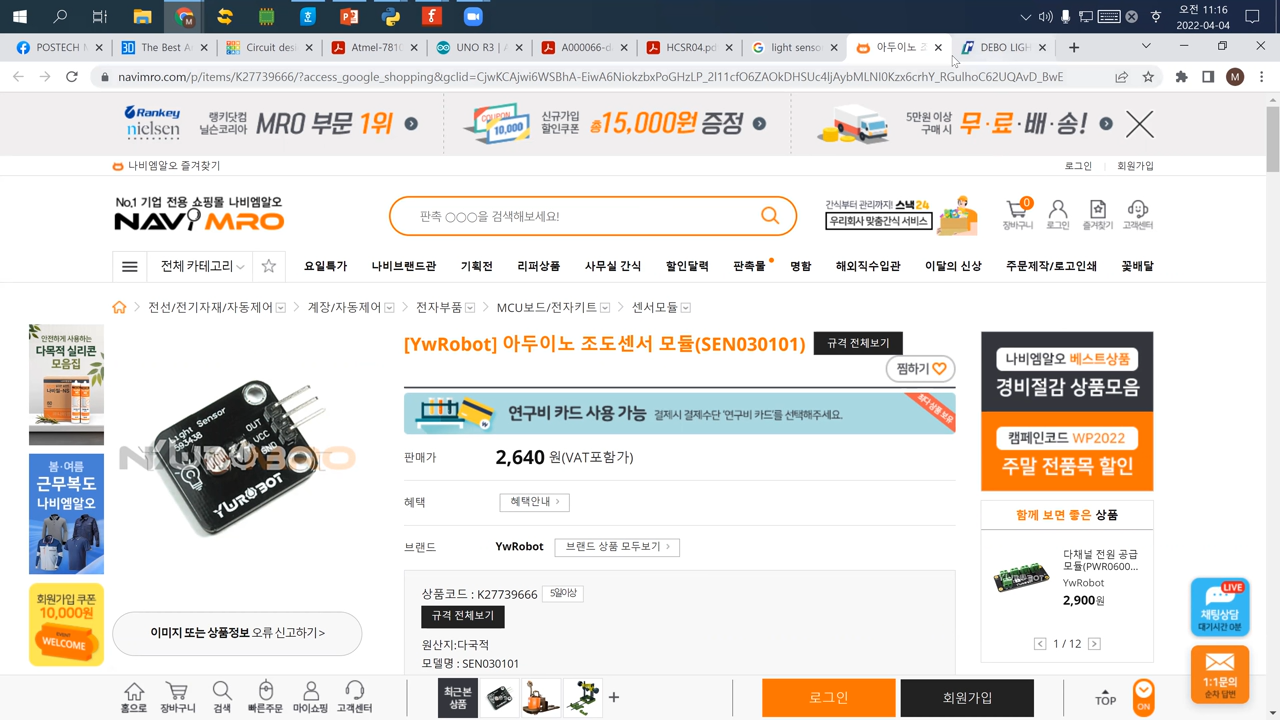 오전 11:16
2022-04-04
POSTECH M
The Best A
Circuit des
Atmel-781
UNO R3 | A
A000066-d
HCSR04.pd
light senso
아두이노 조
DEBO LIGH
navimro.com/p/items/K27739666/?access_google_shopping&gclid=CjwKCAjwi6WSBhA-EiwA6NiokzbxPoGHzLP_2l11cfO6ZAOkDHSUc4ljAybMLNI0Kzx6crhY_RGulhoC62UQAvD_BwE
M
Rankey
nielsen
랭키닷컴
닐슨코리아
MRO 부문 1위
COUPON
10,000
신규가입
할인쿠폰
총15,000원 증정
5만원 이상
구매 시
무·료·배·송!
나비엠알오 즐겨찾기
로그인
회원가입
No.1 기업 전용 쇼핑몰 나비엠알오
NAVIMRO
판촉 ○○○을 검색해보세요!
간식부터 관리까지! 스낵24
우리회사 맞춤간식 서비스
0
장바구니
로그인
즐겨찾기
고객센터
전체 카테고리
요일특가
나비브랜드관
기획전
리퍼상품
사무실 간식
할인달력
판촉물
명함
해외직수입관
이달의 신상
주문제작/로고인쇄
꽃배달
전선/전기자재/자동제어
계장/자동제어
전자부품
MCU보드/전자키트
센서모듈
안전하게 사용하는
다목적 실리콘
모음집
봄·여름
근무복도
나비엠알오
회원가입 쿠폰
10,000원
WELCOME
Light Sensor
393438
OUT
VCC
GND
YWROBOT
이미지 또는 상품정보 오류 신고하기>
[YwRobot] 아두이노 조도센서 모듈(SEN030101)
규격 전체보기
찜하기
연구비 카드 사용 가능 결제시 결제수단 '연구비 카드'를 선택해주세요.
최다 상품 보유
판매가
2,640 원(VAT포함가)
혜택
혜택안내
브랜드
YwRobot
브랜드 상품 모두보기
상품코드 : K27739666
5일이상
규격 전체보기
원산지:다국적
모델명 : SEN030101
나비엠알오 베스트상품
경비절감 상품모음
캠페인코드 WP2022
주말 전품목 할인
함께 보면 좋은 상품
다채널 전원 공급
모듈(PWR0600...
YwRobot
2,900원
1 / 12
LIVE
채팅상담
대기시간 0분
1:1문의
순차 답변
홈으로
장바구니
검색
빠른주문
마이쇼핑
고객센터
최근 본
상품
로그인
회원가입
TOP
ON